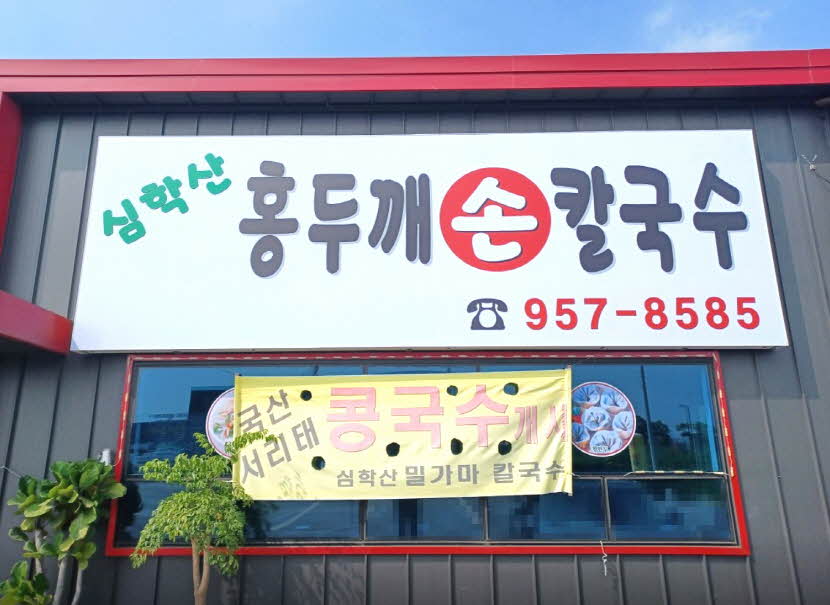 심학산 홍두깨 손 칼국수
☎ 957-8585
국산 서리태 콩국수 개시
심학산 밀가마 칼국수